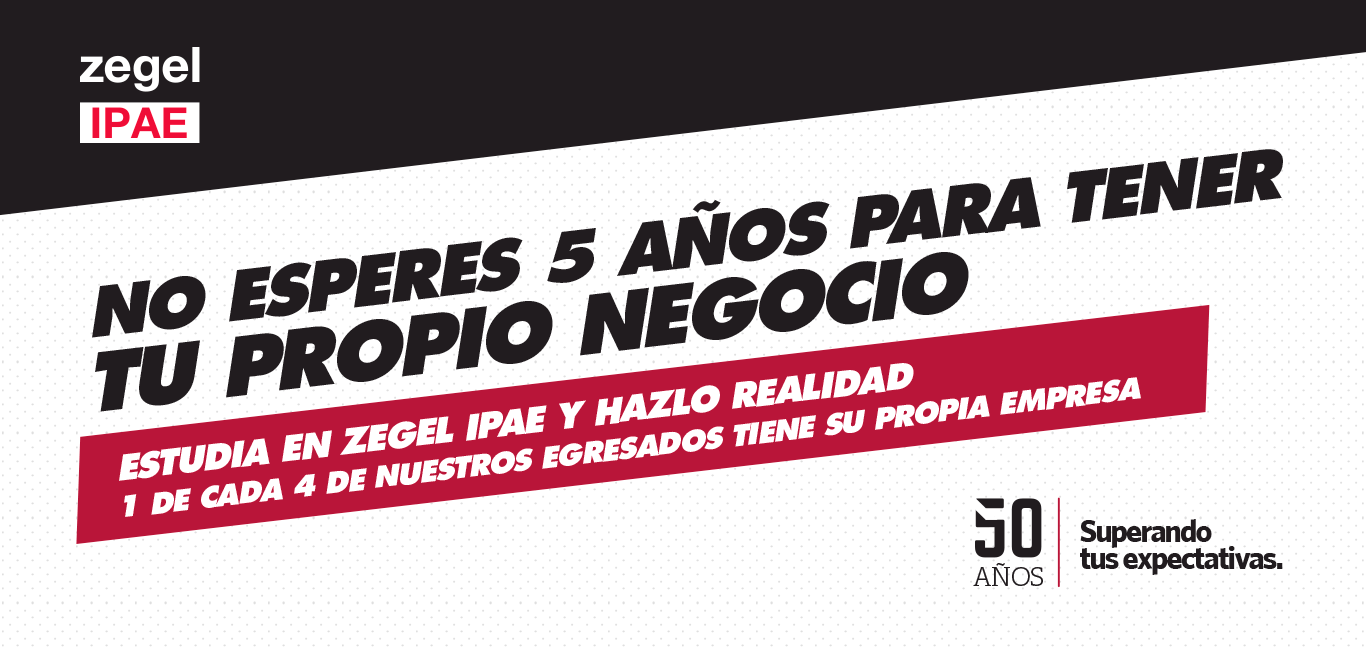 zegel
IPAE
NO ESPERES 5 AÑOS PARA TENER
TU PROPIO NEGOCIO
ESTUDIA EN ZEGEL IPAE Y HAZLO REALIDAD
1 DE CADA 4 DE NUESTROS EGRESADOS TIENE SU PROPIA EMPRESA
50
AÑOS
Superando
tus expectativas.